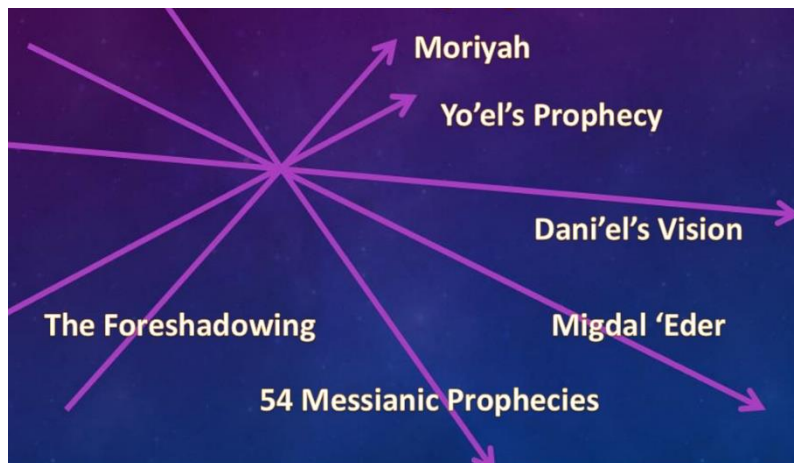 Moriyah
Yo’el’s Prophecy
Dani’el’s Vision
The Foreshadowing
Migdal ‘Eder
54 Messianic Prophecies